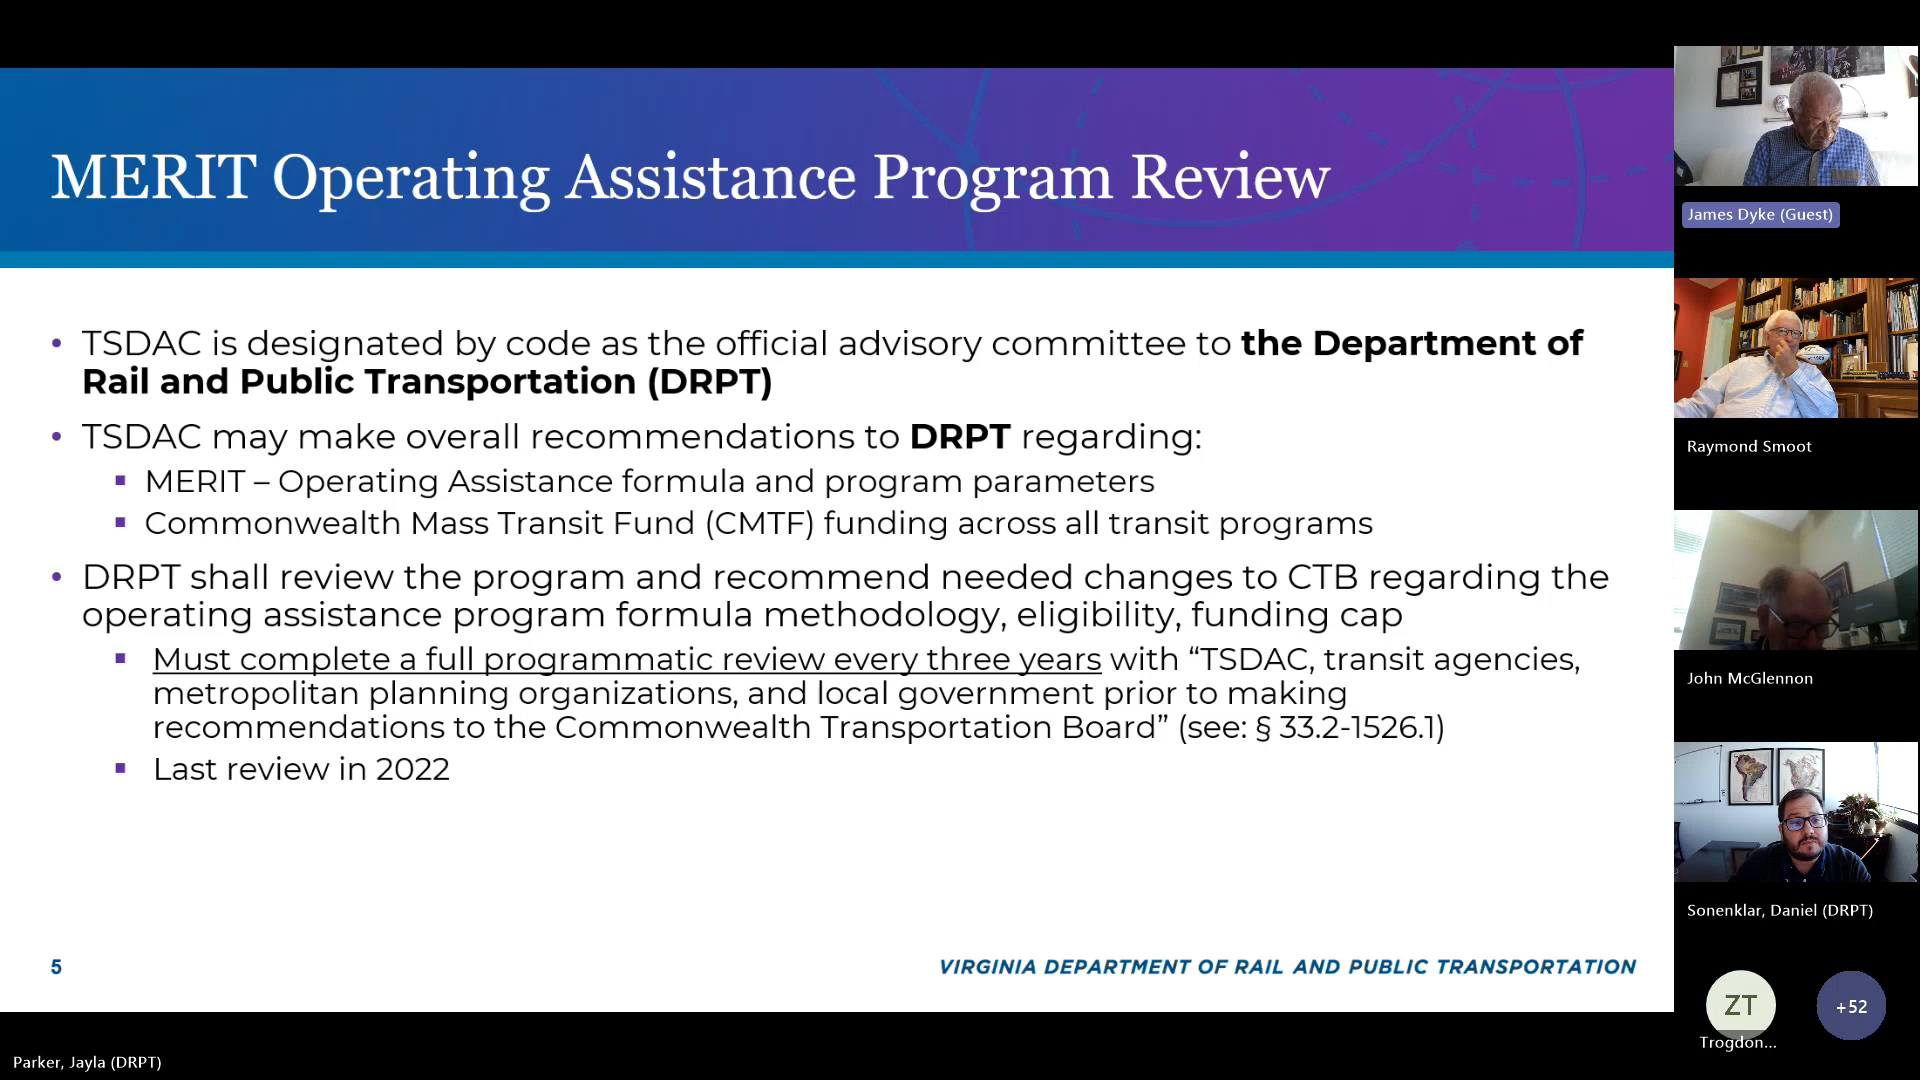 MERIT Operating Assistance Program Review
• TSDAC is designated by code as the official advisory committee to the Department of
Rail and Public Transportation (DRPT)
• TSDAC may make overall recommendations to DRPT regarding:
▪ MERIT – Operating Assistance formula and program parameters
▪ Commonwealth Mass Transit Fund (CMTF) funding across all transit programs
• DRPT shall review the program and recommend needed changes to CTB regarding the
operating assistance program formula methodology, eligibility, funding cap
▪ Must complete a full programmatic review every three years with “TSDAC, transit agencies,
metropolitan planning organizations, and local government prior to making
recommendations to the Commonwealth Transportation Board” (see: § 33.2-1526.1)
▪ Last review in 2022
5
VIRGINIA DEPARTMENT OF RAIL AND PUBLIC TRANSPORTATION
Parker, Jayla (DRPT)
James Dyke (Guest)
Raymond Smoot
John McGlennon
Sonenklar, Daniel (DRPT)
ZT
+52
Trogdon...